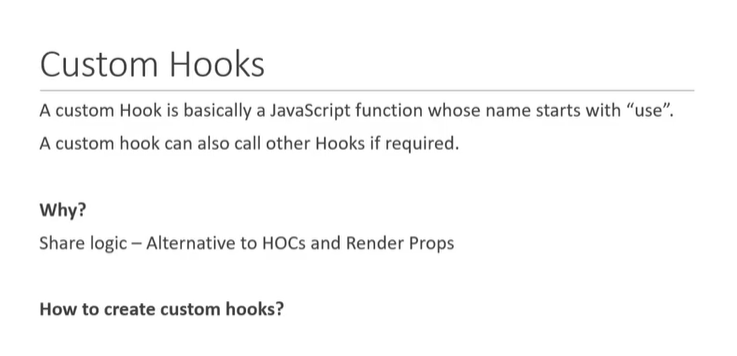 Custom Hooks
A custom Hook is basically a JavaScript function whose name starts with “use”.
A custom hook can also call other Hooks if required.
Why?
Share logic – Alternative to HOCs and Render Props
How to create custom hooks?